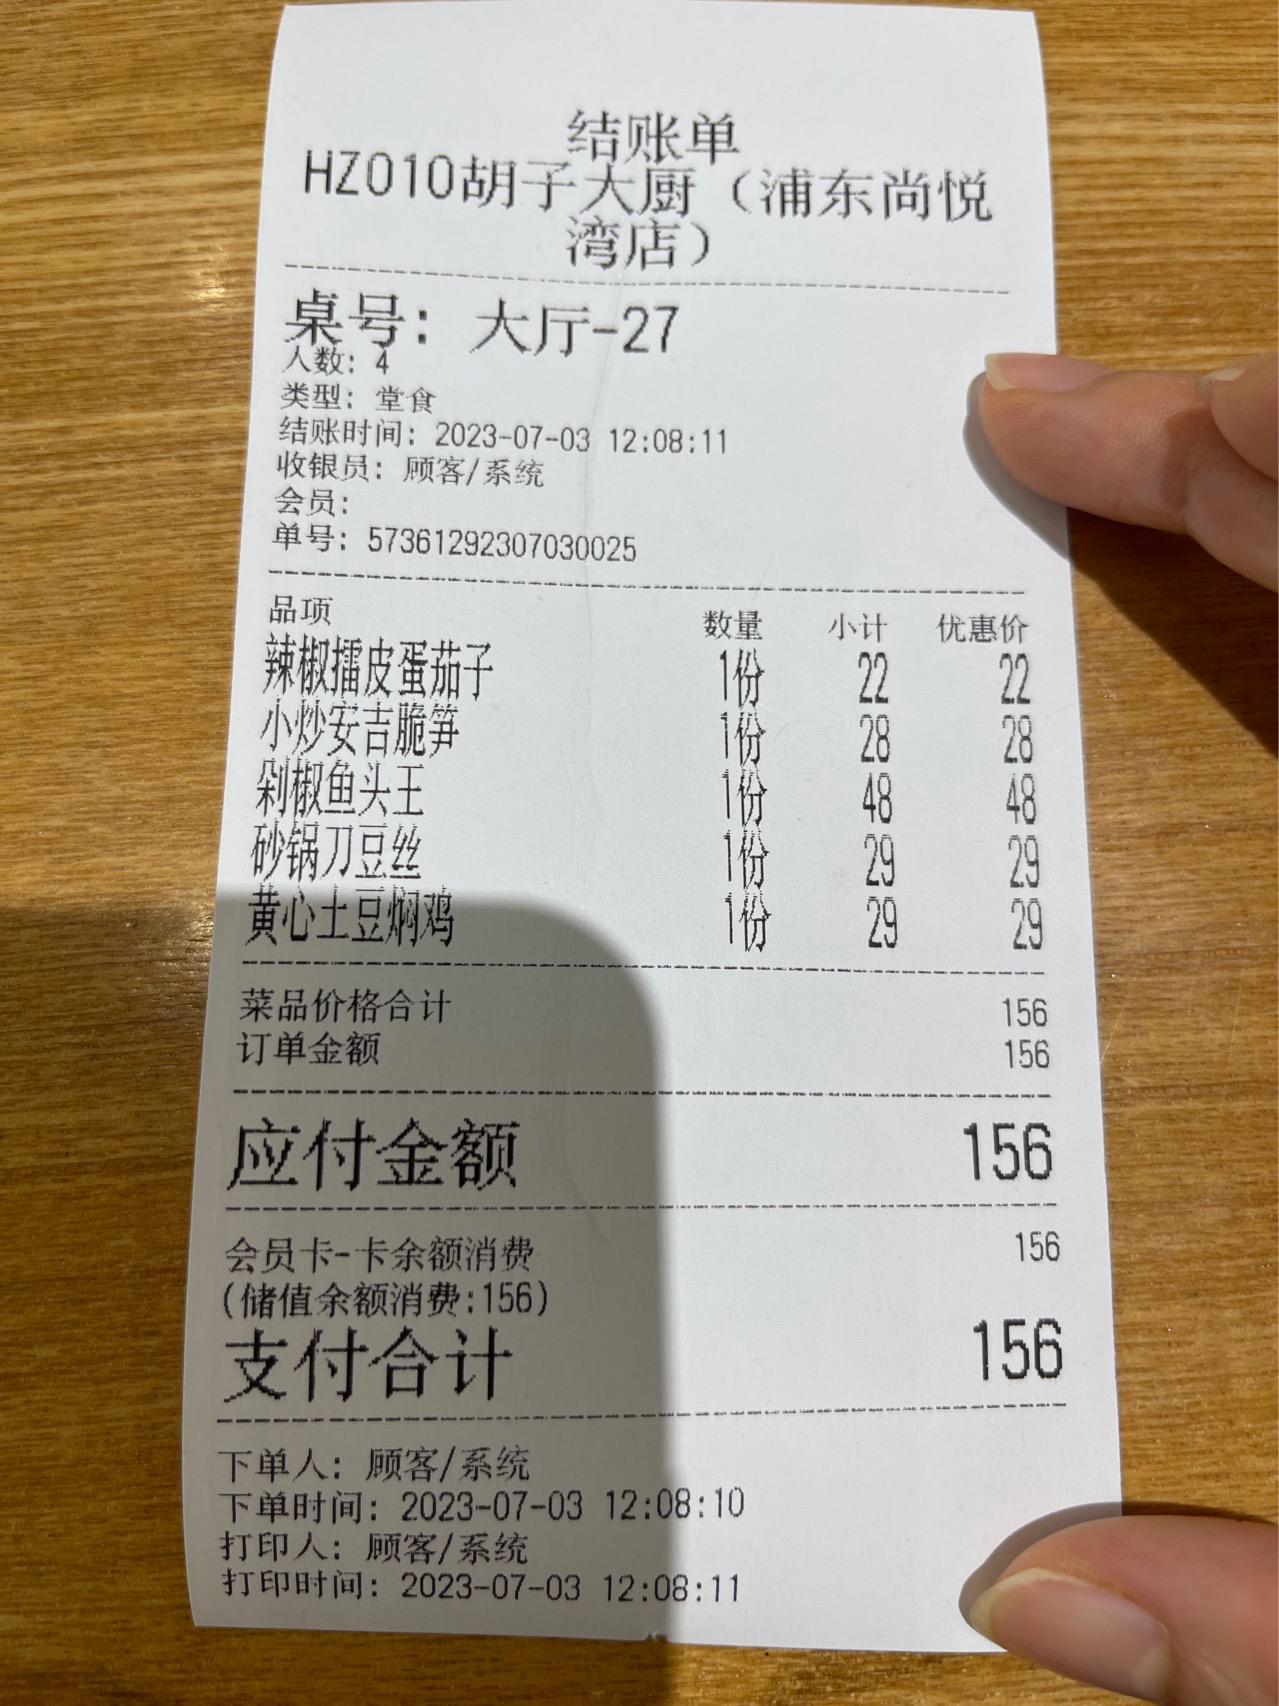 结账单
HZ010胡子大厨（浦东尚悦
湾店）
桌号： 大厅-27
人数：4
类型：堂食
结账时间：2023-07-03 12:08:11
收银员：顾客/系统
会员：
单号：57361292307030025
品项 数量 小计 优惠价
辣椒擂皮蛋茄子 1份 22 22
小炒安吉脆笋 1份 28 28
剁椒鱼头王 1份 48 48
砂锅刀豆丝 1份 29 29
黄心土豆焖鸡 1份 29 29
菜品价格合计 156
订单金额 156
应付金额 156
会员卡-卡余额消费 156
(储值余额消费:156)
支付合计 156
下单人：顾客/系统
下单时间：2023-07-03 12:08:10
打印人：顾客/系统
打印时间：2023-07-03 12:08:11